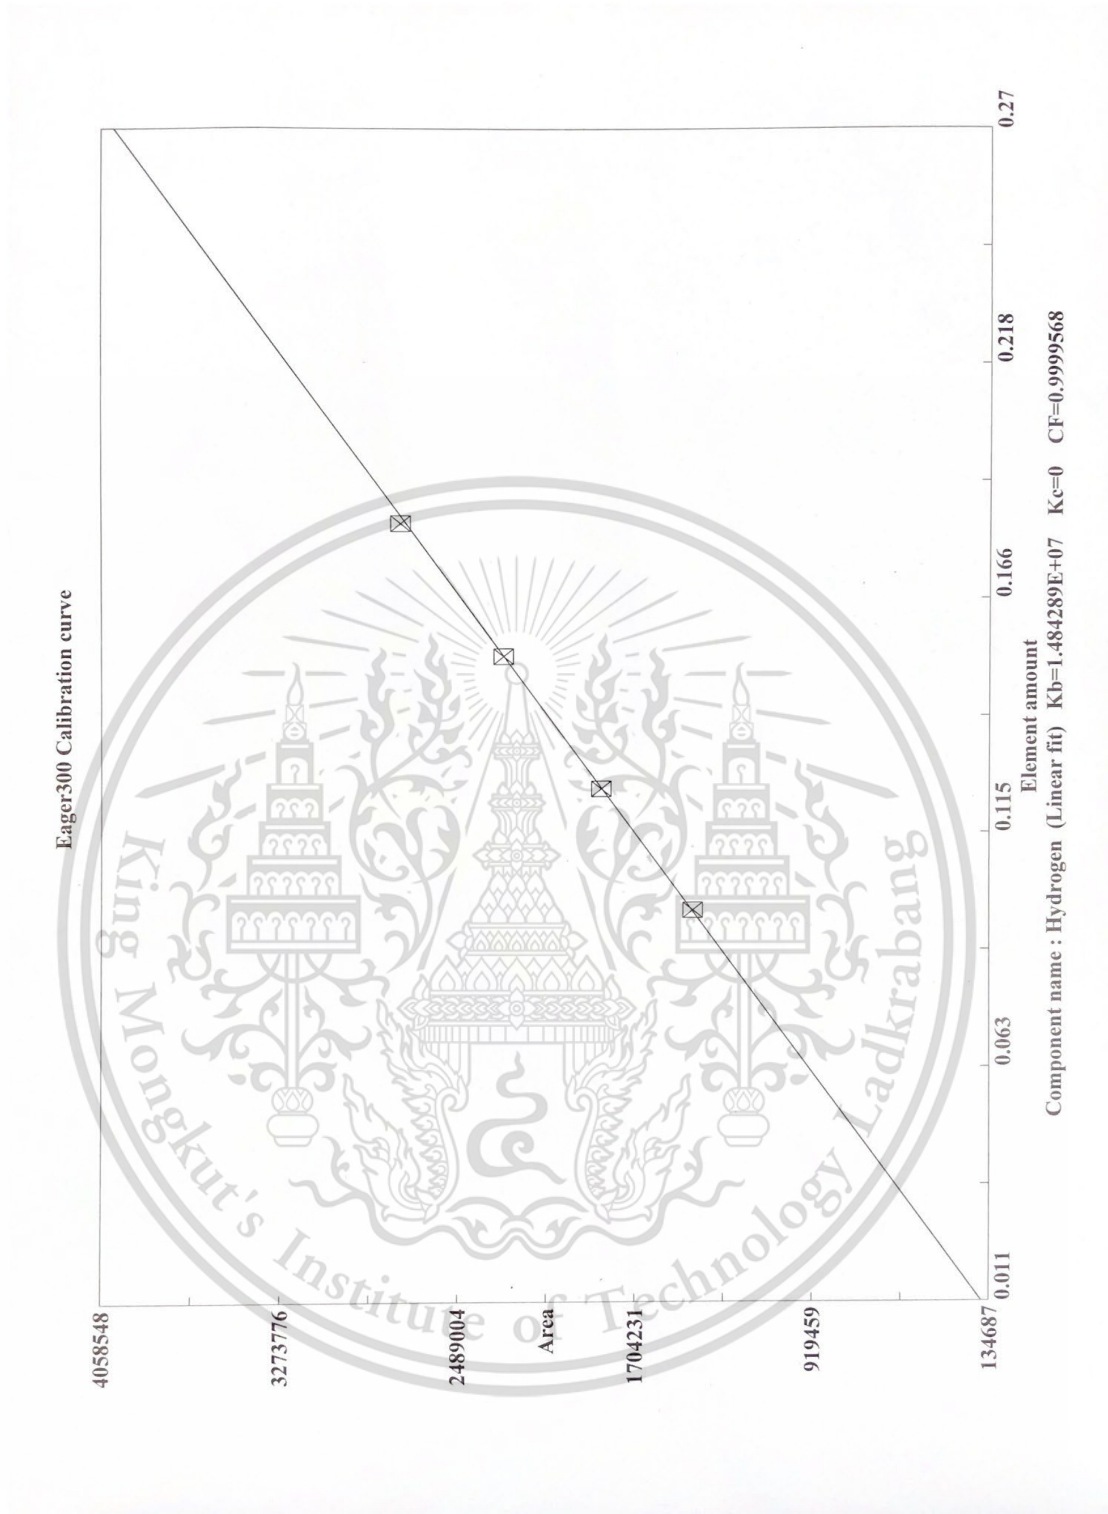 Eager300 Calibration curve
4058548
3273776
2489004
Area
1704231
919459
134687
0.011
0.063
0.115
0.166
0.218
0.27
Element amount
Component name : Hydrogen (Linear fit) Kb=1.484289E+07 Kc=0 CF=0.9999568
King Mongkut's Institute of Technology Ladkrabang